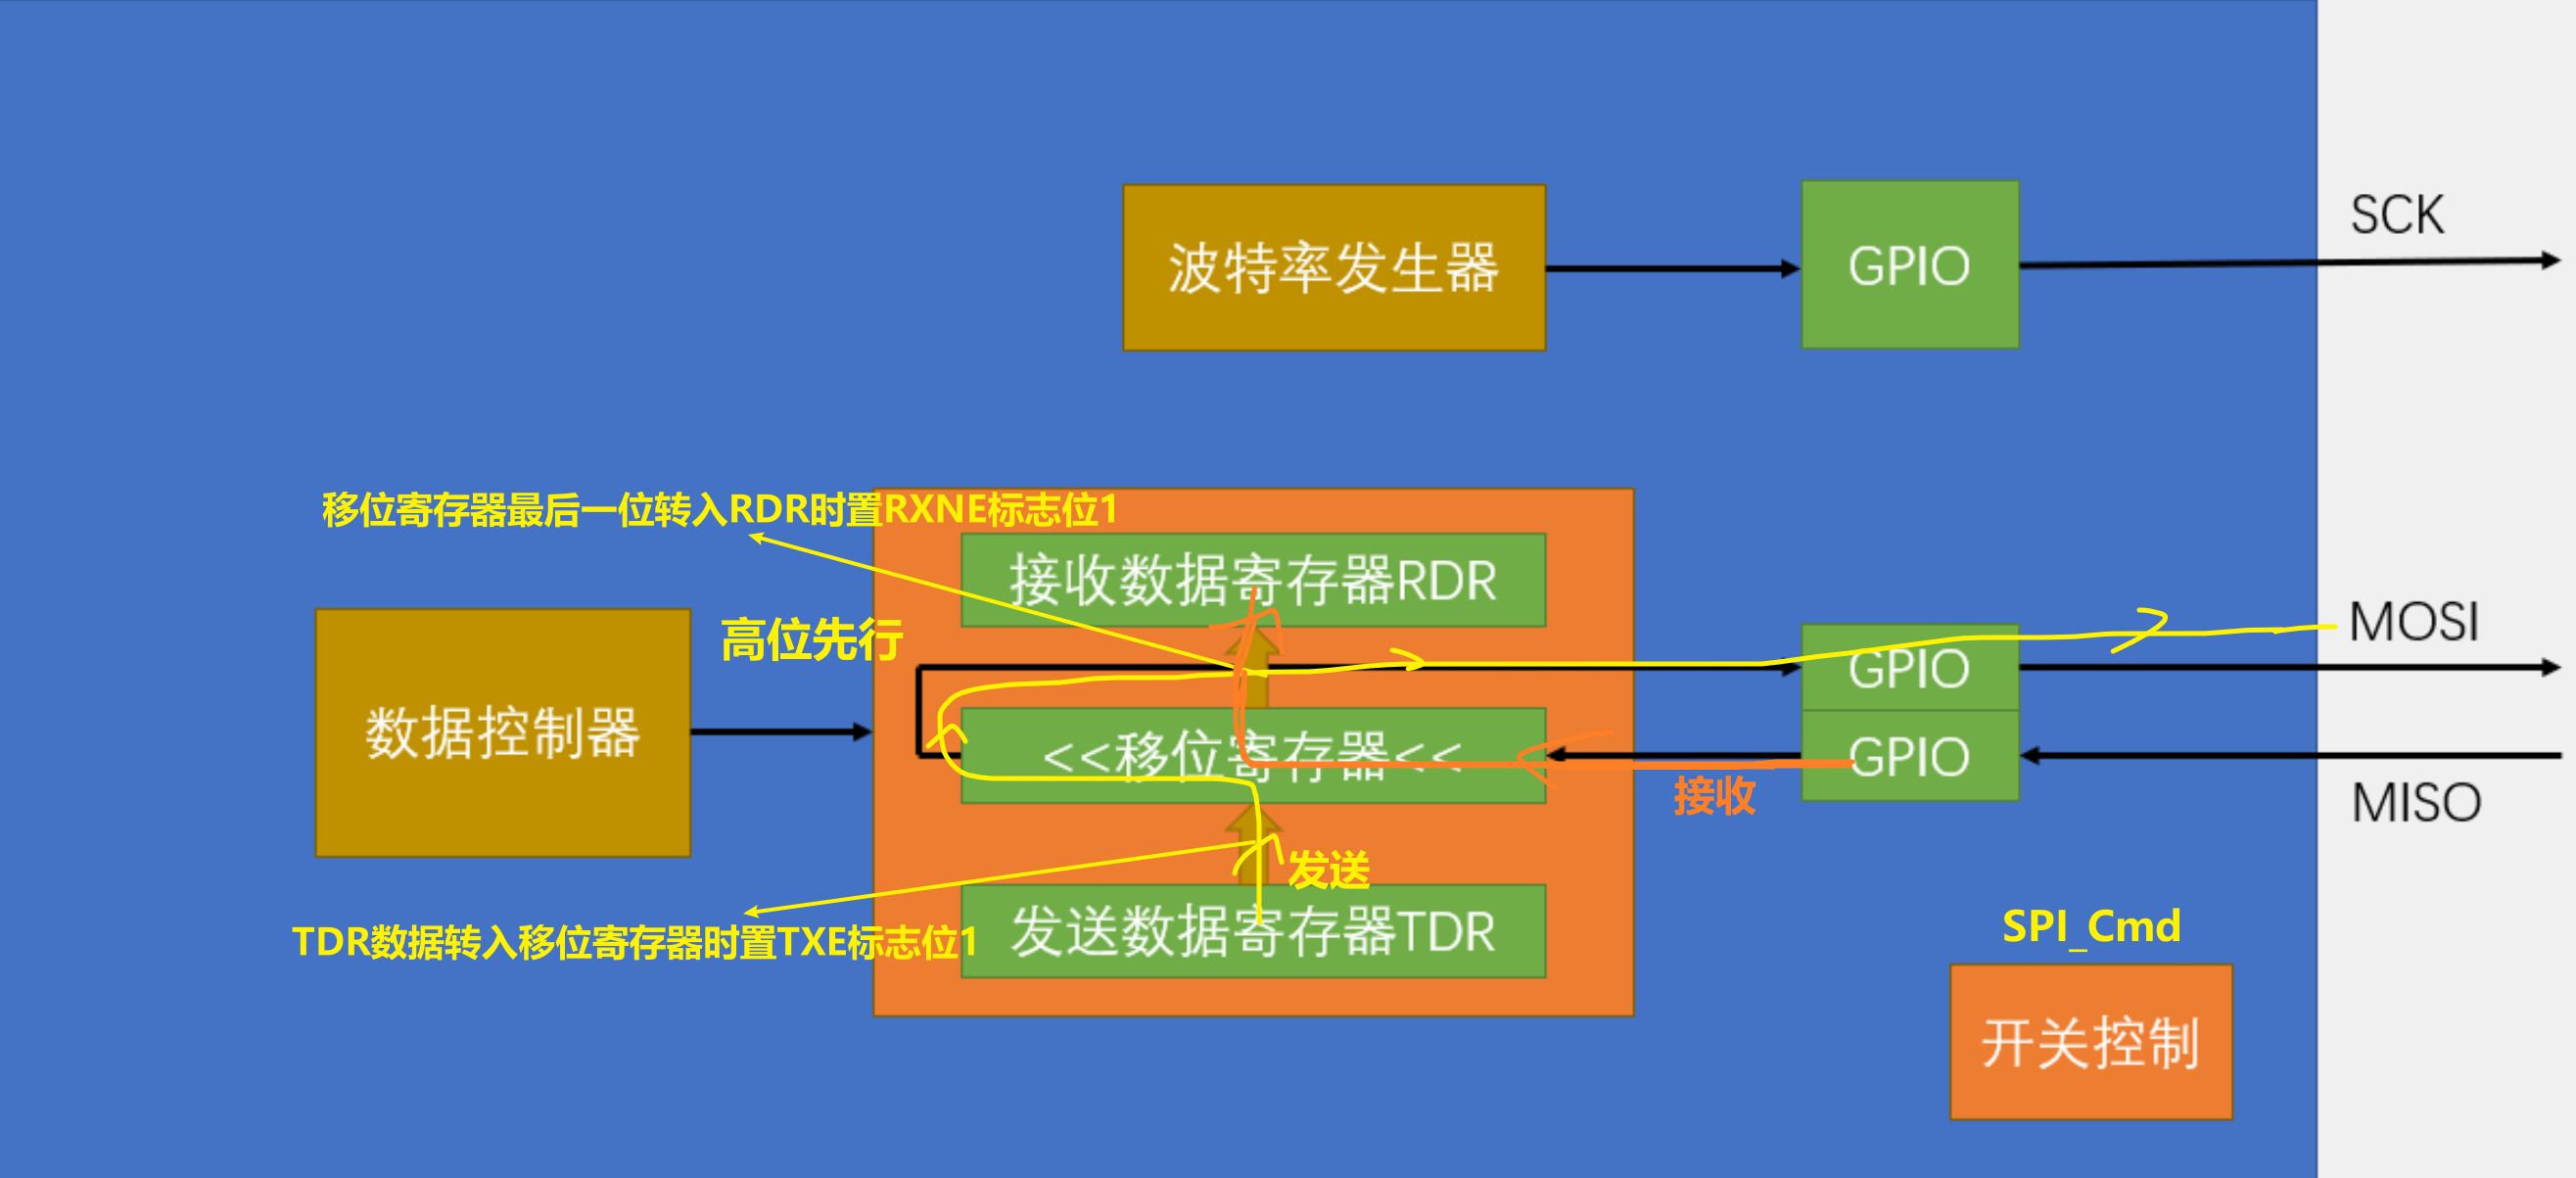 SCK
波特率发生器
GPIO
移位寄存器最后一位转入RDR时置RXNE标志位1
接收数据寄存器RDR
高位先行
MOSI
GPIO
数据控制器
<<移位寄存器<<
GPIO
接收
MISO
发送
TDR数据转入移位寄存器时置TXE标志位1
发送数据寄存器TDR
SPI_Cmd
开关控制